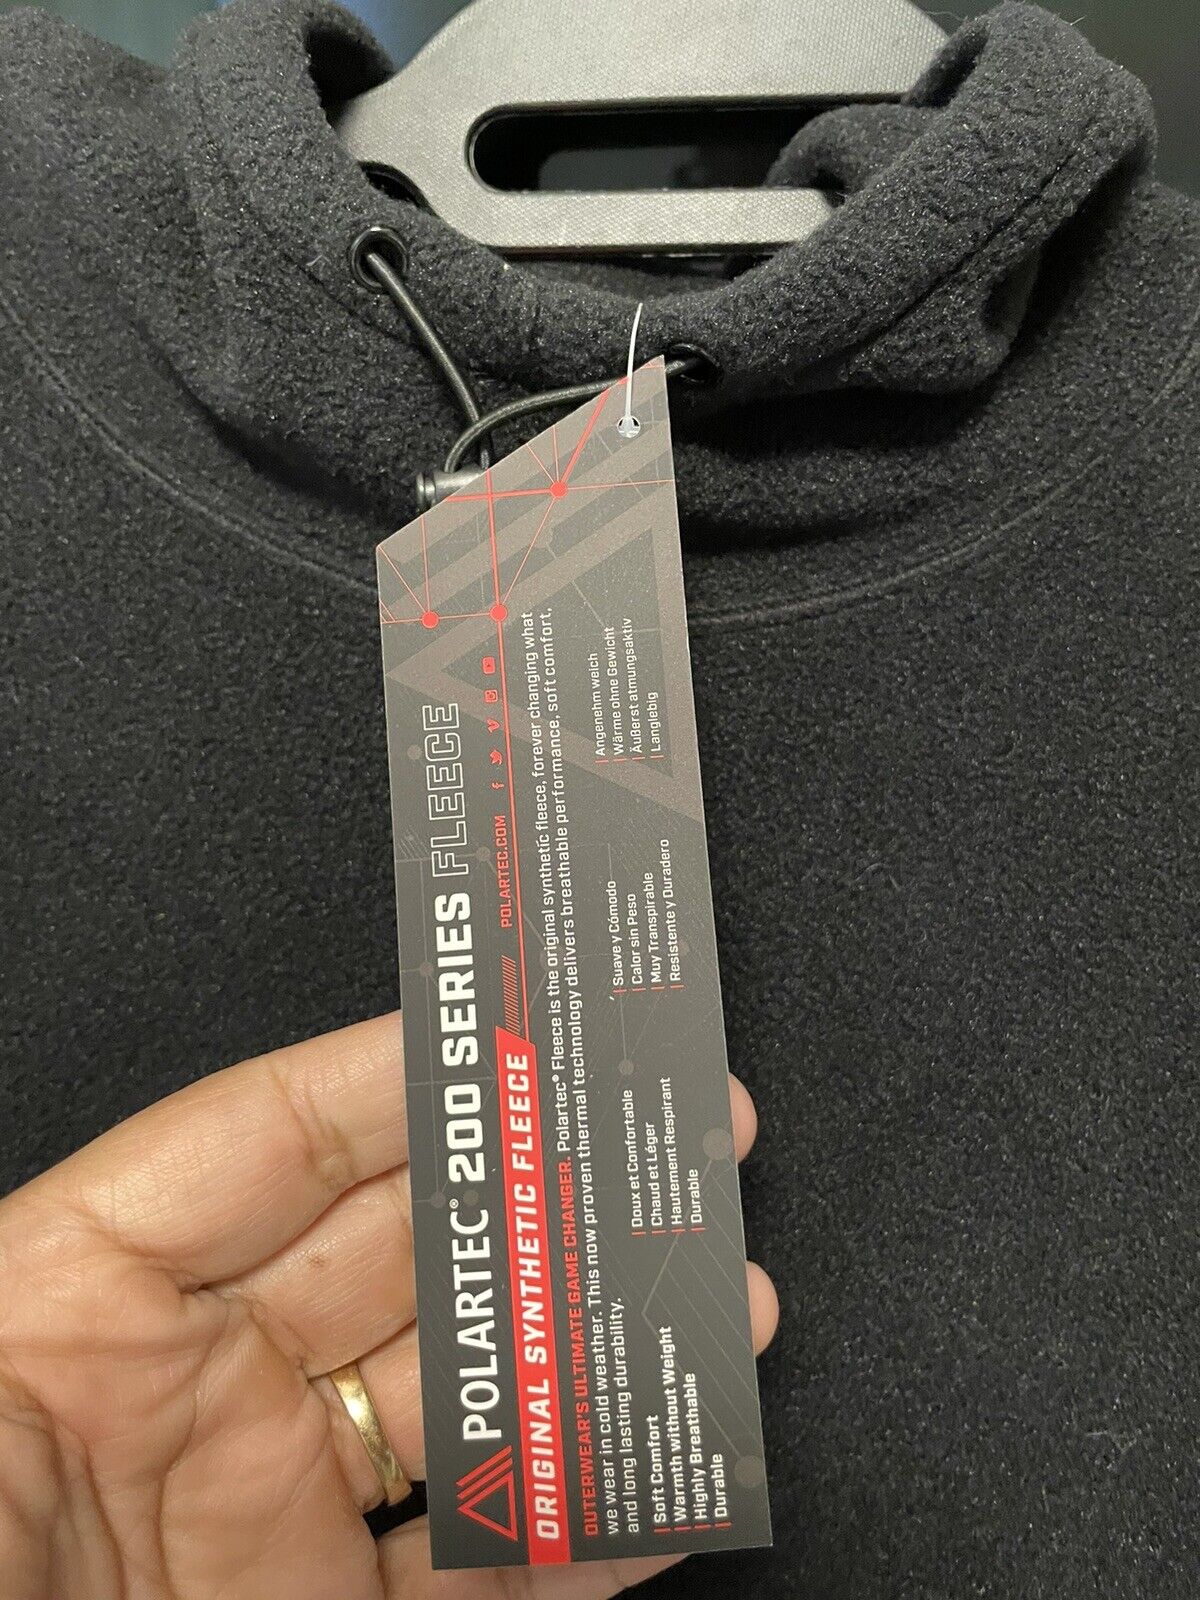 POLARTEC® 200 SERIES FLEECE
ORIGINAL SYNTHETIC FLEECE
POLARTEC.COM
OUTERWEAR'S ULTIMATE GAME CHANGER. Polartec® Fleece is the original synthetic fleece, forever changing what
we wear in cold weather. This now proven thermal technology delivers breathable performance, soft comfort,
and long lasting durability.
Soft Comfort
Warmth without Weight
Highly Breathable
Durable
Doux et Confortable
Chaud et Léger
Hautement Respirant
Durable
Suave y Cómodo
Calor sin Peso
Muy Transpirable
Resistente y Duradero
Angenehm weich
Wärme ohne Gewicht
Äußerst atmungsaktiv
Langlebig